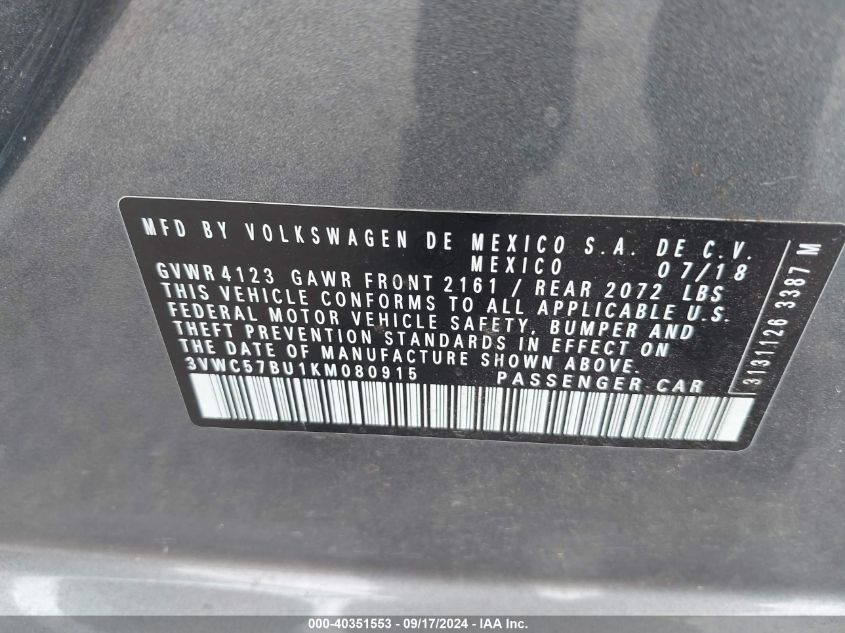 MFD BY VOLKSWAGEN DE MEXICO S.A. DE C.V.
MEXICO 07/18
GVWR 4123 GAWR FRONT 2161 / REAR 2072 LBS
THIS VEHICLE CONFORMS TO ALL APPLICABLE U.S.
FEDERAL MOTOR VEHICLE SAFETY, BUMPER AND
THEFT PREVENTION STANDARDS IN EFFECT ON
THE DATE OF MANUFACTURE SHOWN ABOVE.
3VWC57BU1KM080915 PASSENGER CAR
3131126 3387 M
000-40351553 - 09/17/2024 - IAA Inc.